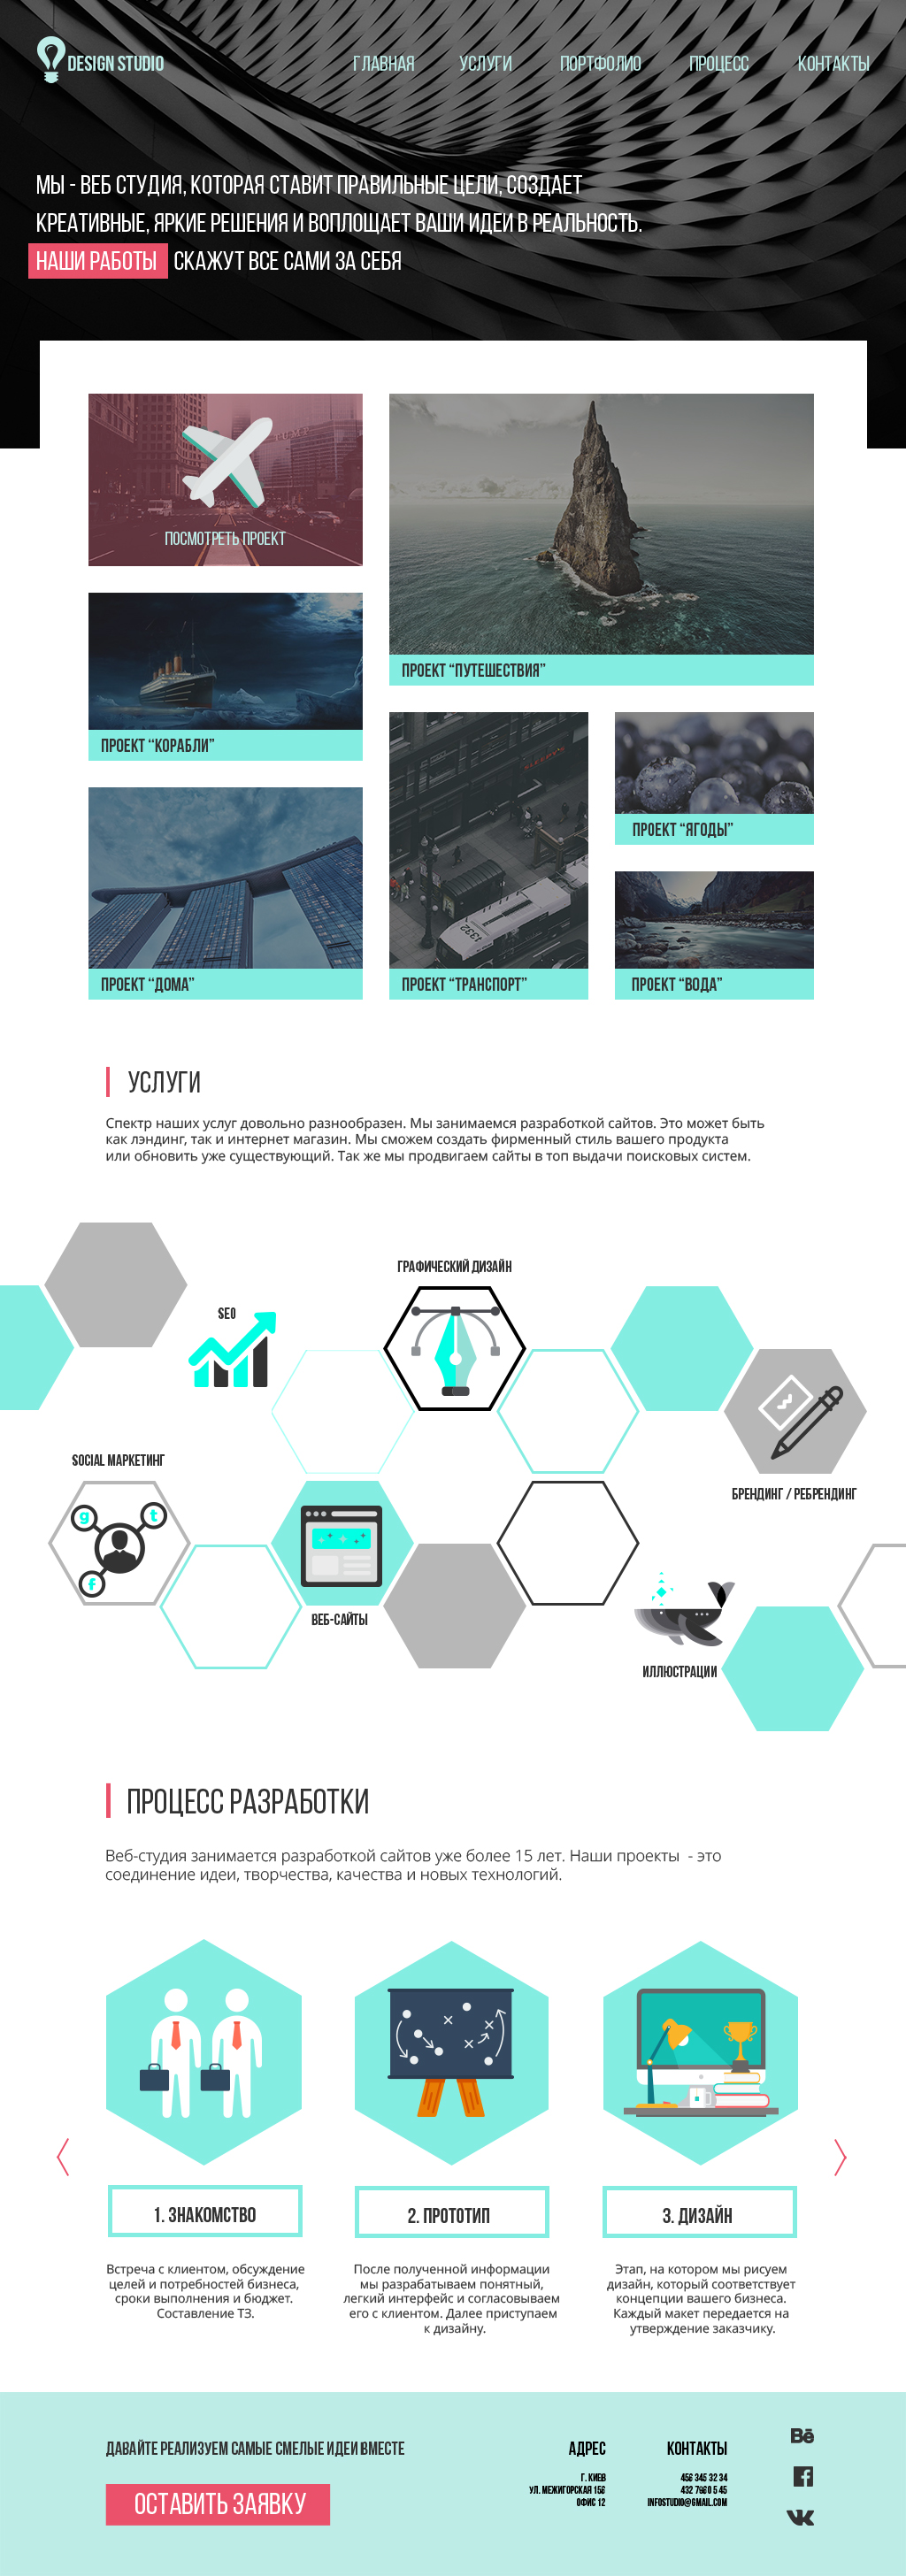 DESIGN STUDIO
ГЛАВНАЯ
УСЛУГИ
ПОРТФОЛИО
ПРОЦЕСС
КОНТАКТЫ
МЫ - ВЕБ СТУДИЯ, КОТОРАЯ СТАВИТ ПРАВИЛЬНЫЕ ЦЕЛИ, СОЗДАЕТ
КРЕАТИВНЫЕ, ЯРКИЕ РЕШЕНИЯ И ВОПЛОЩАЕТ ВАШИ ИДЕИ В РЕАЛЬНОСТЬ.
НАШИ РАБОТЫ СКАЖУТ ВСЕ САМИ ЗА СЕБЯ
ПОСМОТРЕТЬ ПРОЕКТ
ПРОЕКТ “ПУТЕШЕСТВИЯ”
ПРОЕКТ “КОРАБЛИ”
ПРОЕКТ “ЯГОДЫ”
1332
ПРОЕКТ “ДОМА”
ПРОЕКТ “ТРАНСПОРТ”
ПРОЕКТ “ВОДА”
УСЛУГИ
Спектр наших услуг довольно разнообразен. Мы занимаемся разработкой сайтов. Это может быть
как лэндинг, так и интернет магазин. Мы сможем создать фирменный стиль вашего продукта
или обновить уже существующий. Так же мы продвигаем сайты в топ выдачи поисковых систем.
ГРАФИЧЕСКИЙ ДИЗАЙН
SEO
SOCIAL МАРКЕТИНГ
БРЕНДИНГ / РЕБРЕНДИНГ
g
t
f
ВЕБ-САЙТЫ
ИЛЛЮСТРАЦИИ
ПРОЦЕСС РАЗРАБОТКИ
Веб-студия занимается разработкой сайтов уже более 15 лет. Наши проекты - это
соединение идеи, творчества, качества и новых технологий.
1. ЗНАКОМСТВО
2. ПРОТОТИП
3. ДИЗАЙН
Встреча с клиентом, обсуждение
целей и потребностей бизнеса,
сроки выполнения и бюджет.
Составление ТЗ.
После полученной информации
мы разрабатываем понятный,
легкий интерфейс и согласовываем
его с клиентом. Далее приступаем
к дизайну.
Этап, на котором мы рисуем
дизайн, который соответствует
концепции вашего бизнеса.
Каждый макет передается на
утверждение заказчику.
ДАВАЙТЕ РЕАЛИЗУЕМ САМЫЕ СМЕЛЫЕ ИДЕИ ВМЕСТЕ
ОСТАВИТЬ ЗАЯВКУ
АДРЕС
Г. КИЕВ
УЛ. МЕЖИГОРСКАЯ 156
ОФИС 12
КОНТАКТЫ
456 345 32 34
432 7960 5 45
INFOSTUDIO@GMAIL.COM
Bē